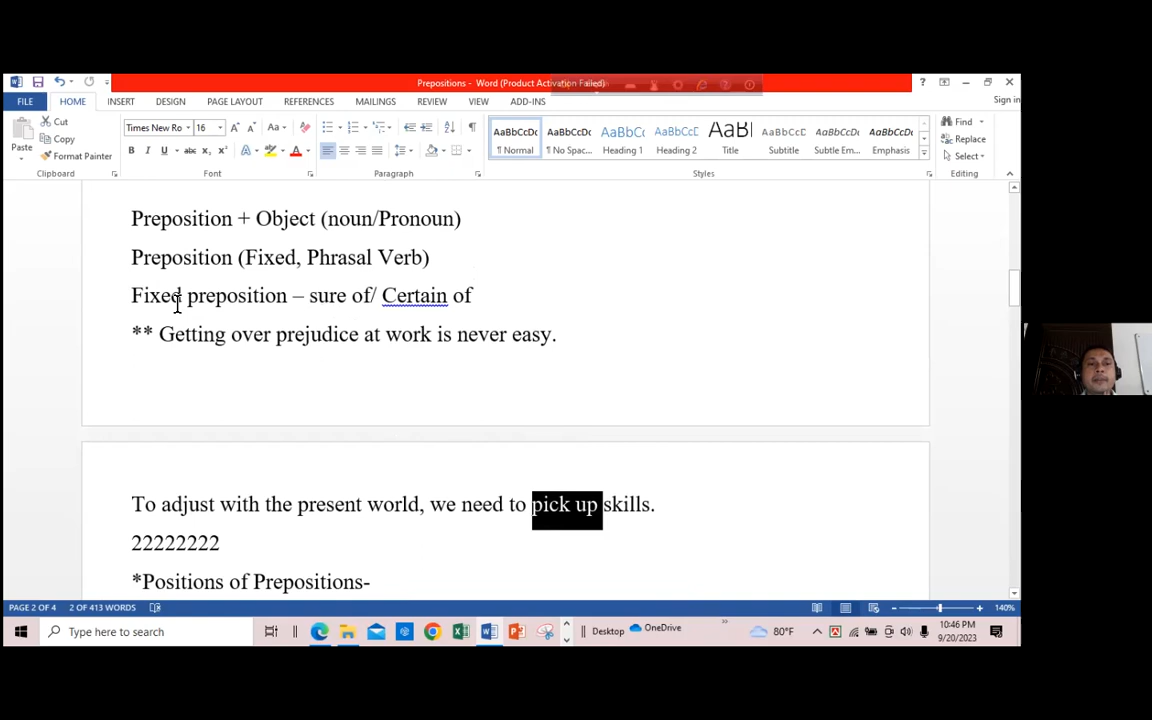 Prepositions - Word (Product Activation Failed)
Sign in
FILE HOME INSERT DESIGN PAGE LAYOUT REFERENCES MAILINGS REVIEW VIEW ADD-INS
Paste
Cut
Copy
Format Painter
Times New Ro 16
AaBbCcDc AaBbCcDc AaBbCc AaBbCcD AaB AaBbCcD AaBbCcDc AaBbCcDc
¶ Normal ¶ No Spac... Heading 1 Heading 2 Title Subtitle Subtle Em... Emphasis
Find
Replace
Select
Clipboard Font Paragraph Styles Editing
Preposition + Object (noun/Pronoun)
Preposition (Fixed, Phrasal Verb)
Fixed preposition – sure of/ Certain of
** Getting over prejudice at work is never easy.
To adjust with the present world, we need to pick up skills.
22222222
*Positions of Prepositions-
PAGE 2 OF 4 2 OF 413 WORDS 140%
Type here to search
Desktop
OneDrive
80°F
10:46 PM
9/20/2023